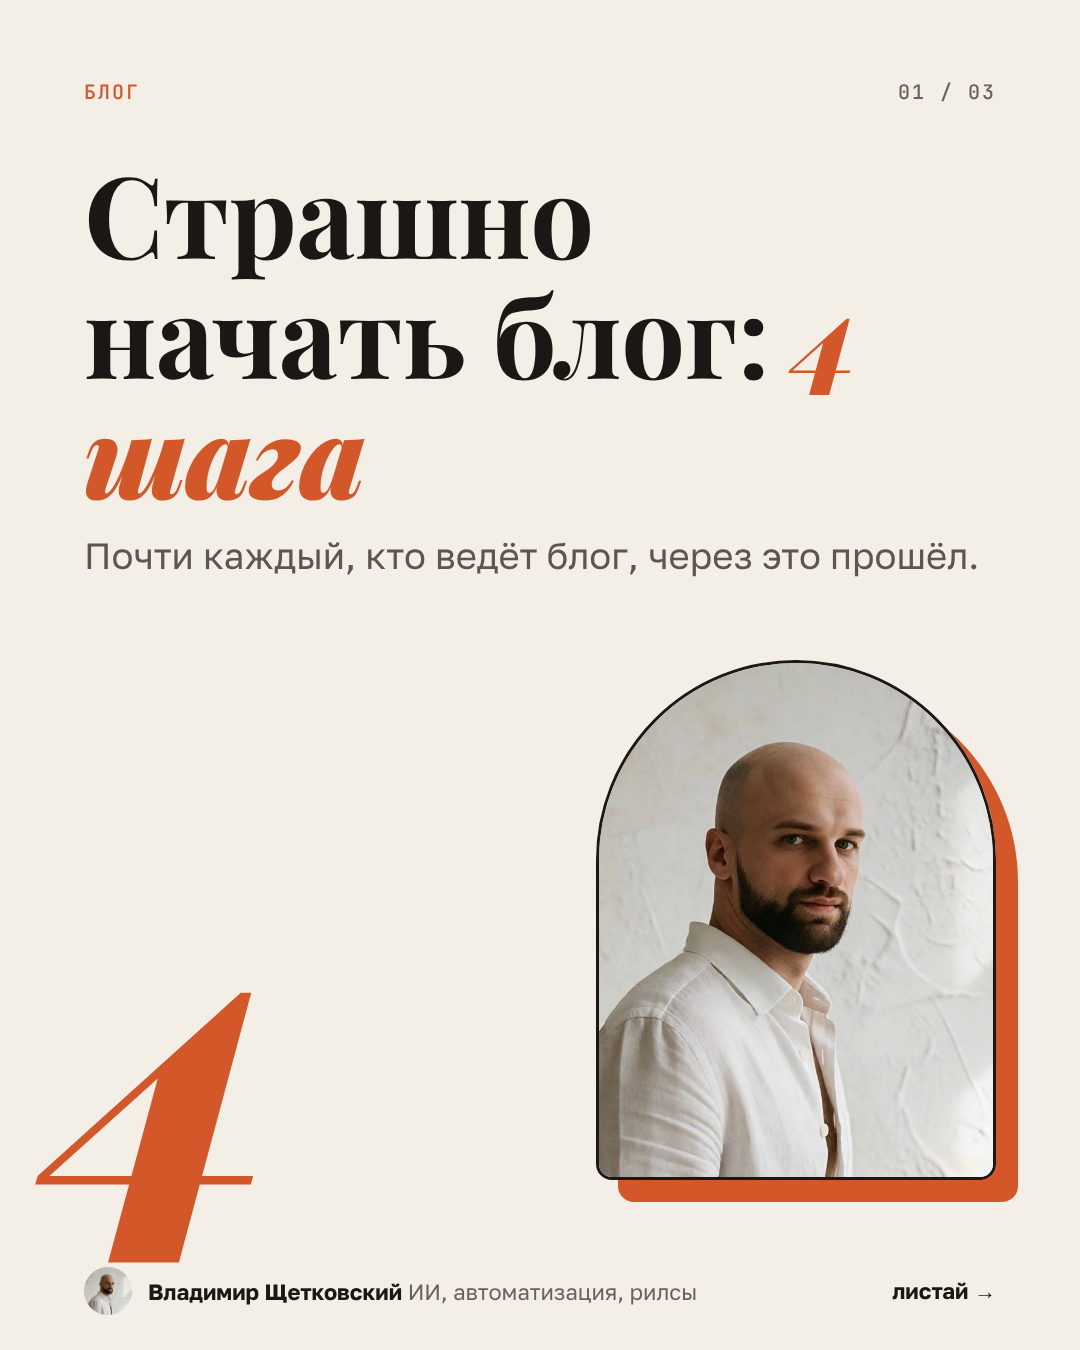 БЛОГ
01 / 03
Страшно
начать блог: 4
шага
Почти каждый, кто ведёт блог, через это прошёл.
4
Владимир Щетковский ИИ, автоматизация, рилсы
листай →